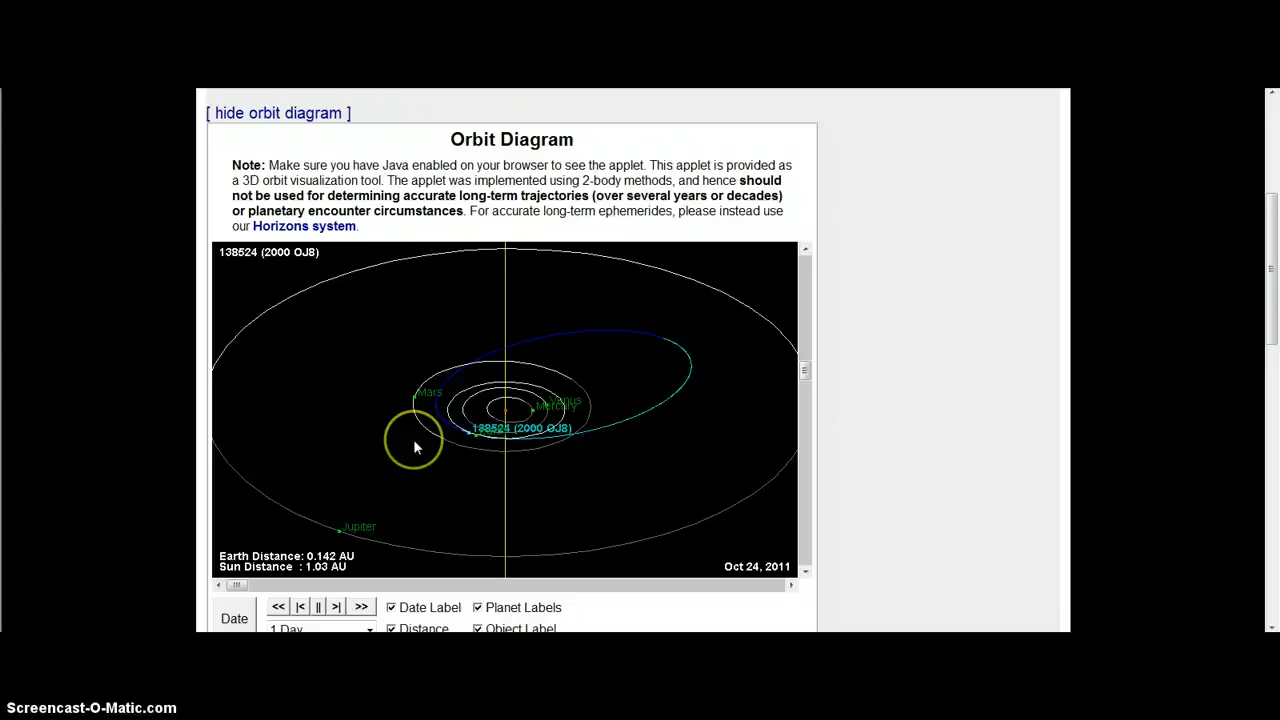 [ hide orbit diagram ]
Orbit Diagram
Note: Make sure you have Java enabled on your browser to see the applet. This applet is provided as
a 3D orbit visualization tool. The applet was implemented using 2-body methods, and hence should
not be used for determining accurate long-term trajectories (over several years or decades)
or planetary encounter circumstances. For accurate long-term ephemerides, please instead use
our Horizons system.
138524 (2000 OJ8)
Mars
Venus
Mercury
138524 (2000 OJ8)
Jupiter
Earth Distance: 0.142 AU
Sun Distance : 1.03 AU
Oct 24, 2011
Date
<< |< || >| >>
Date Label
Planet Labels
1 Day
Distance
Object Label
Screencast-O-Matic.com